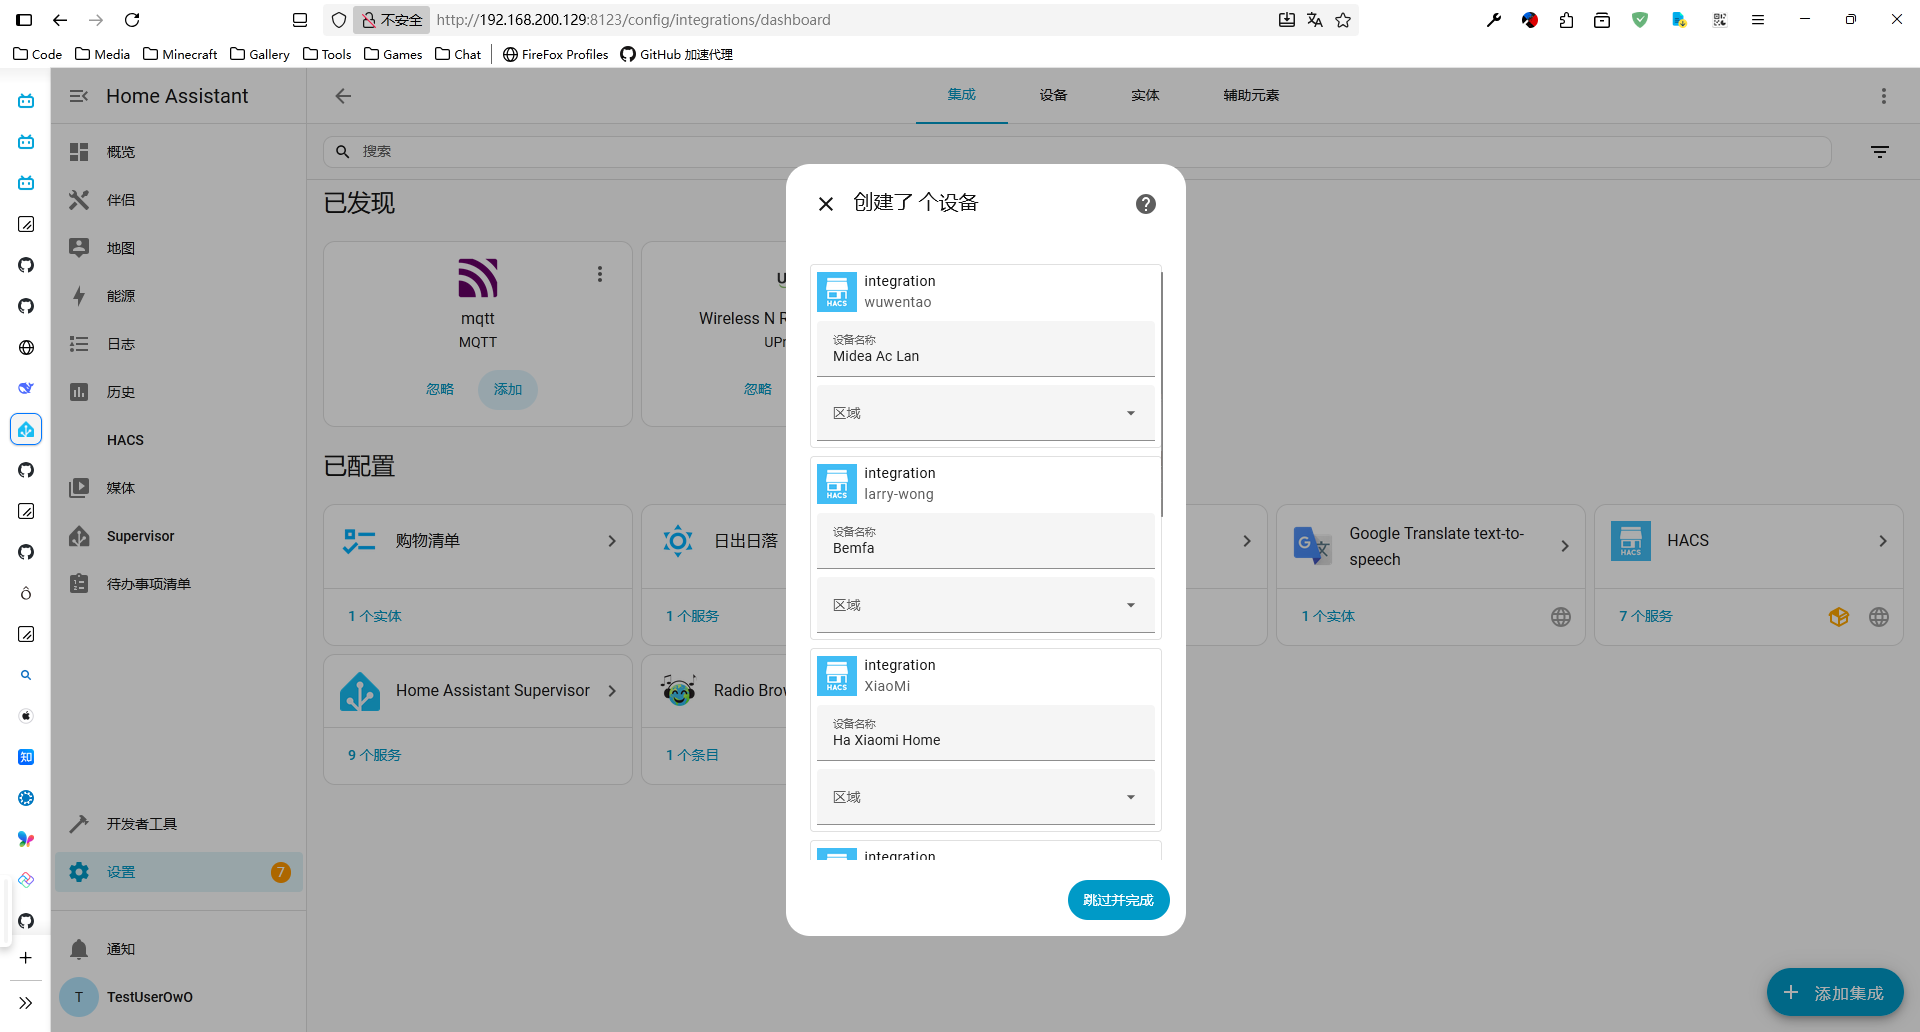 不安全
http://192.168.200.129:8123/config/integrations/dashboard
Code
Media
Minecraft
Gallery
Tools
Games
Chat
FireFox Profiles
GitHub 加速代理
Home Assistant
集成
设备
实体
辅助元素
搜索
概览
伴侣
地图
能源
日志
历史
HACS
媒体
Supervisor
待办事项清单
开发者工具
设置
7
通知
T
TestUserOwO
知
已发现
mqtt
MQTT
忽略
添加
Wireless N R
忽略
已配置
购物清单
1 个实体
日出日落
1 个服务
Google Translate text-to-
speech
1 个实体
HACS
HACS
7 个服务
Home Assistant Supervisor
9 个服务
Radio Brow
1 个条目
创建了 个设备
HACS
integration
wuwentao
设备名称
Midea Ac Lan
区域
HACS
integration
larry-wong
设备名称
Bemfa
区域
HACS
integration
XiaoMi
设备名称
Ha Xiaomi Home
区域
integration
跳过并完成
添加集成